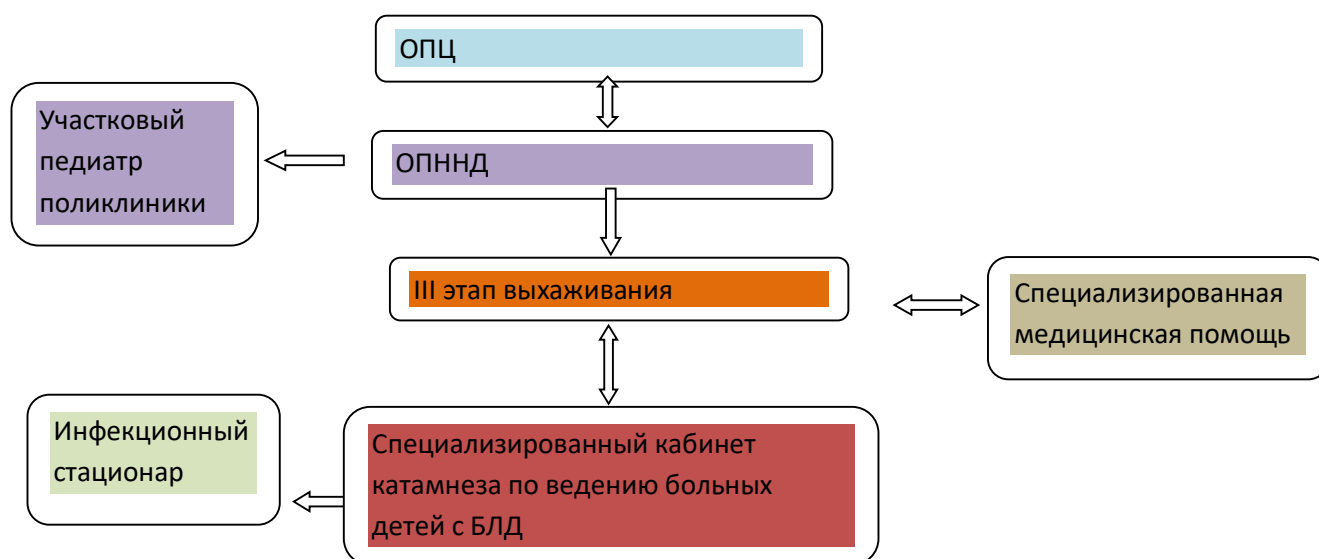 ОПЦ
Участковый
педиатр
поликлиники
ОПННД
III этап выхаживания
Специализированная
медицинская помощь
Инфекционный
стационар
Специализированный кабинет
катамнеза по ведению больных
детей с БЛД